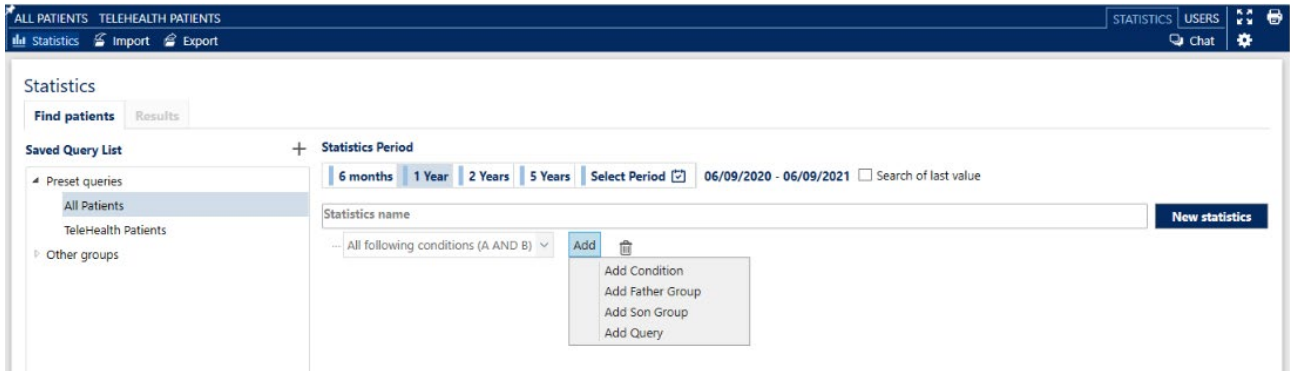 ALL PATIENTS TELEHEALTH PATIENTS STATISTICS USERS
Statistics Import Export Chat
Statistics
Find patients Results
Saved Query List Statistics Period
Preset queries 6 months 1 Year 2 Years 5 Years Select Period 06/09/2020 - 06/09/2021 Search of last value
All Patients
Statistics name New statistics
TeleHealth Patients
All following conditions (A AND B) Add
Other groups
Add Condition
Add Father Group
Add Son Group
Add Query